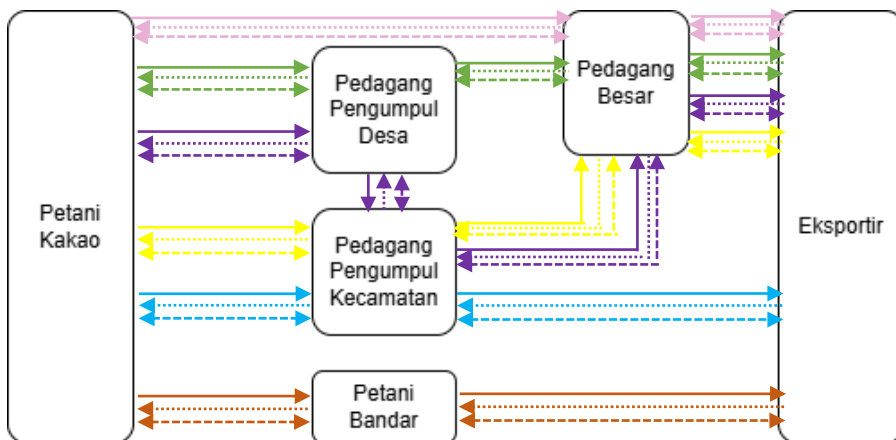 Petani
Kakao
Pedagang
Pengumpul
Desa
Pedagang
Pengumpul
Kecamatan
Petani
Bandar
Pedagang
Besar
Eksportir